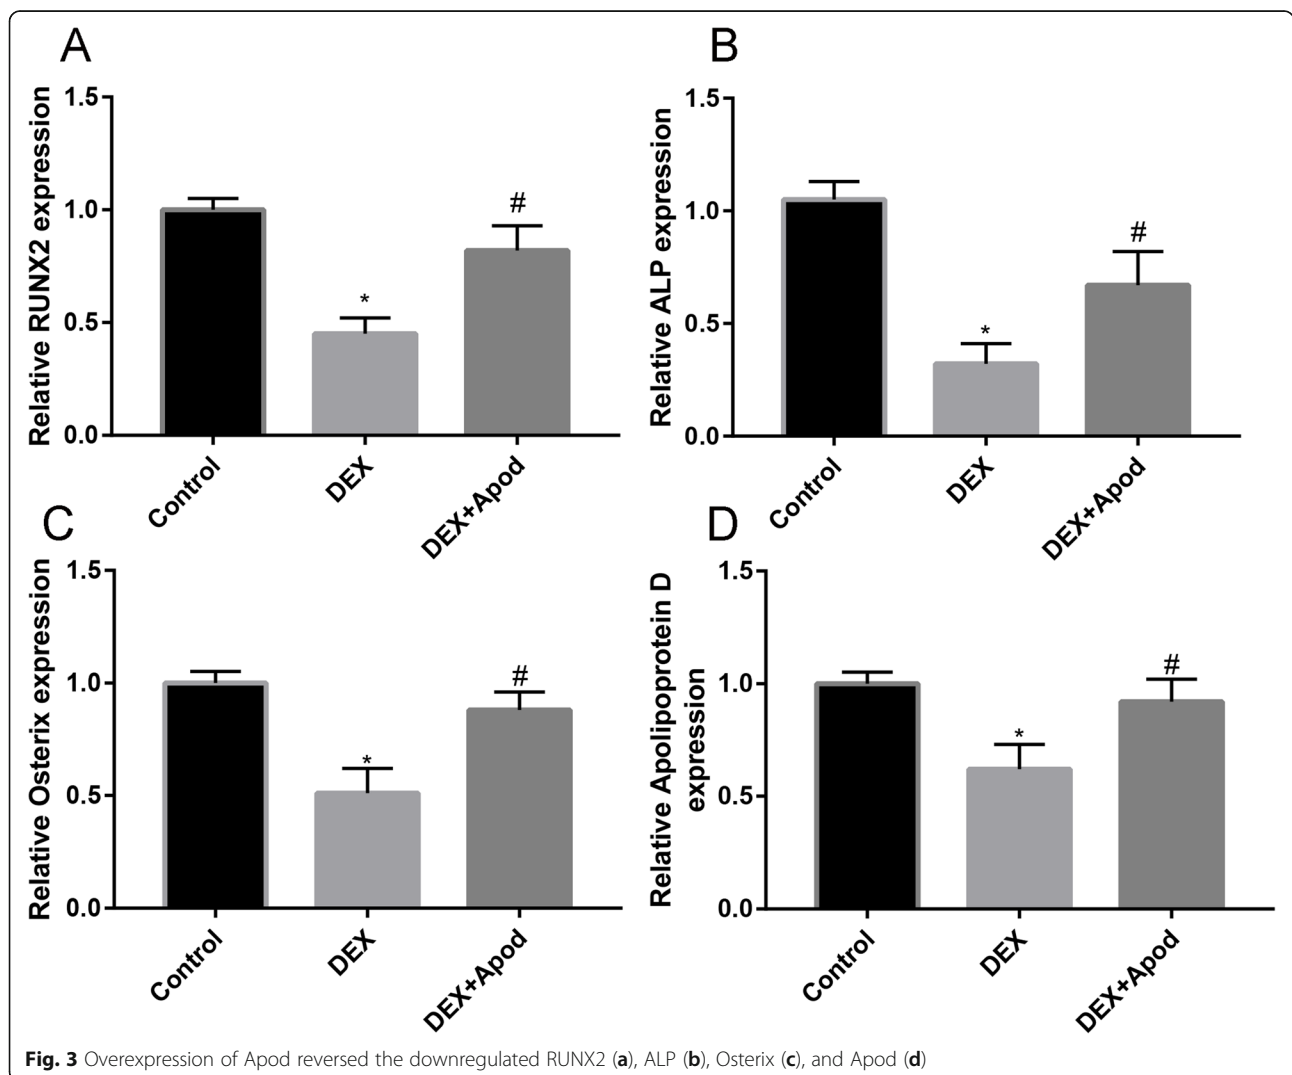 A
Relative RUNX2 expression
1.5
1.0
0.5
0.0
*
#
Control
DEX
DEX+Apod
B
Relative ALP expression
1.5
1.0
0.5
0.0
*
#
Control
DEX
DEX+Apod
C
Relative Osterix expression
1.5
1.0
0.5
0.0
*
#
Control
DEX
DEX+Apod
D
Relative Apolipoprotein D
expression
1.5
1.0
0.5
0.0
*
#
Control
DEX
DEX+Apod
Fig. 3 Overexpression of Apod reversed the downregulated RUNX2 (a), ALP (b), Osterix (c), and Apod (d)